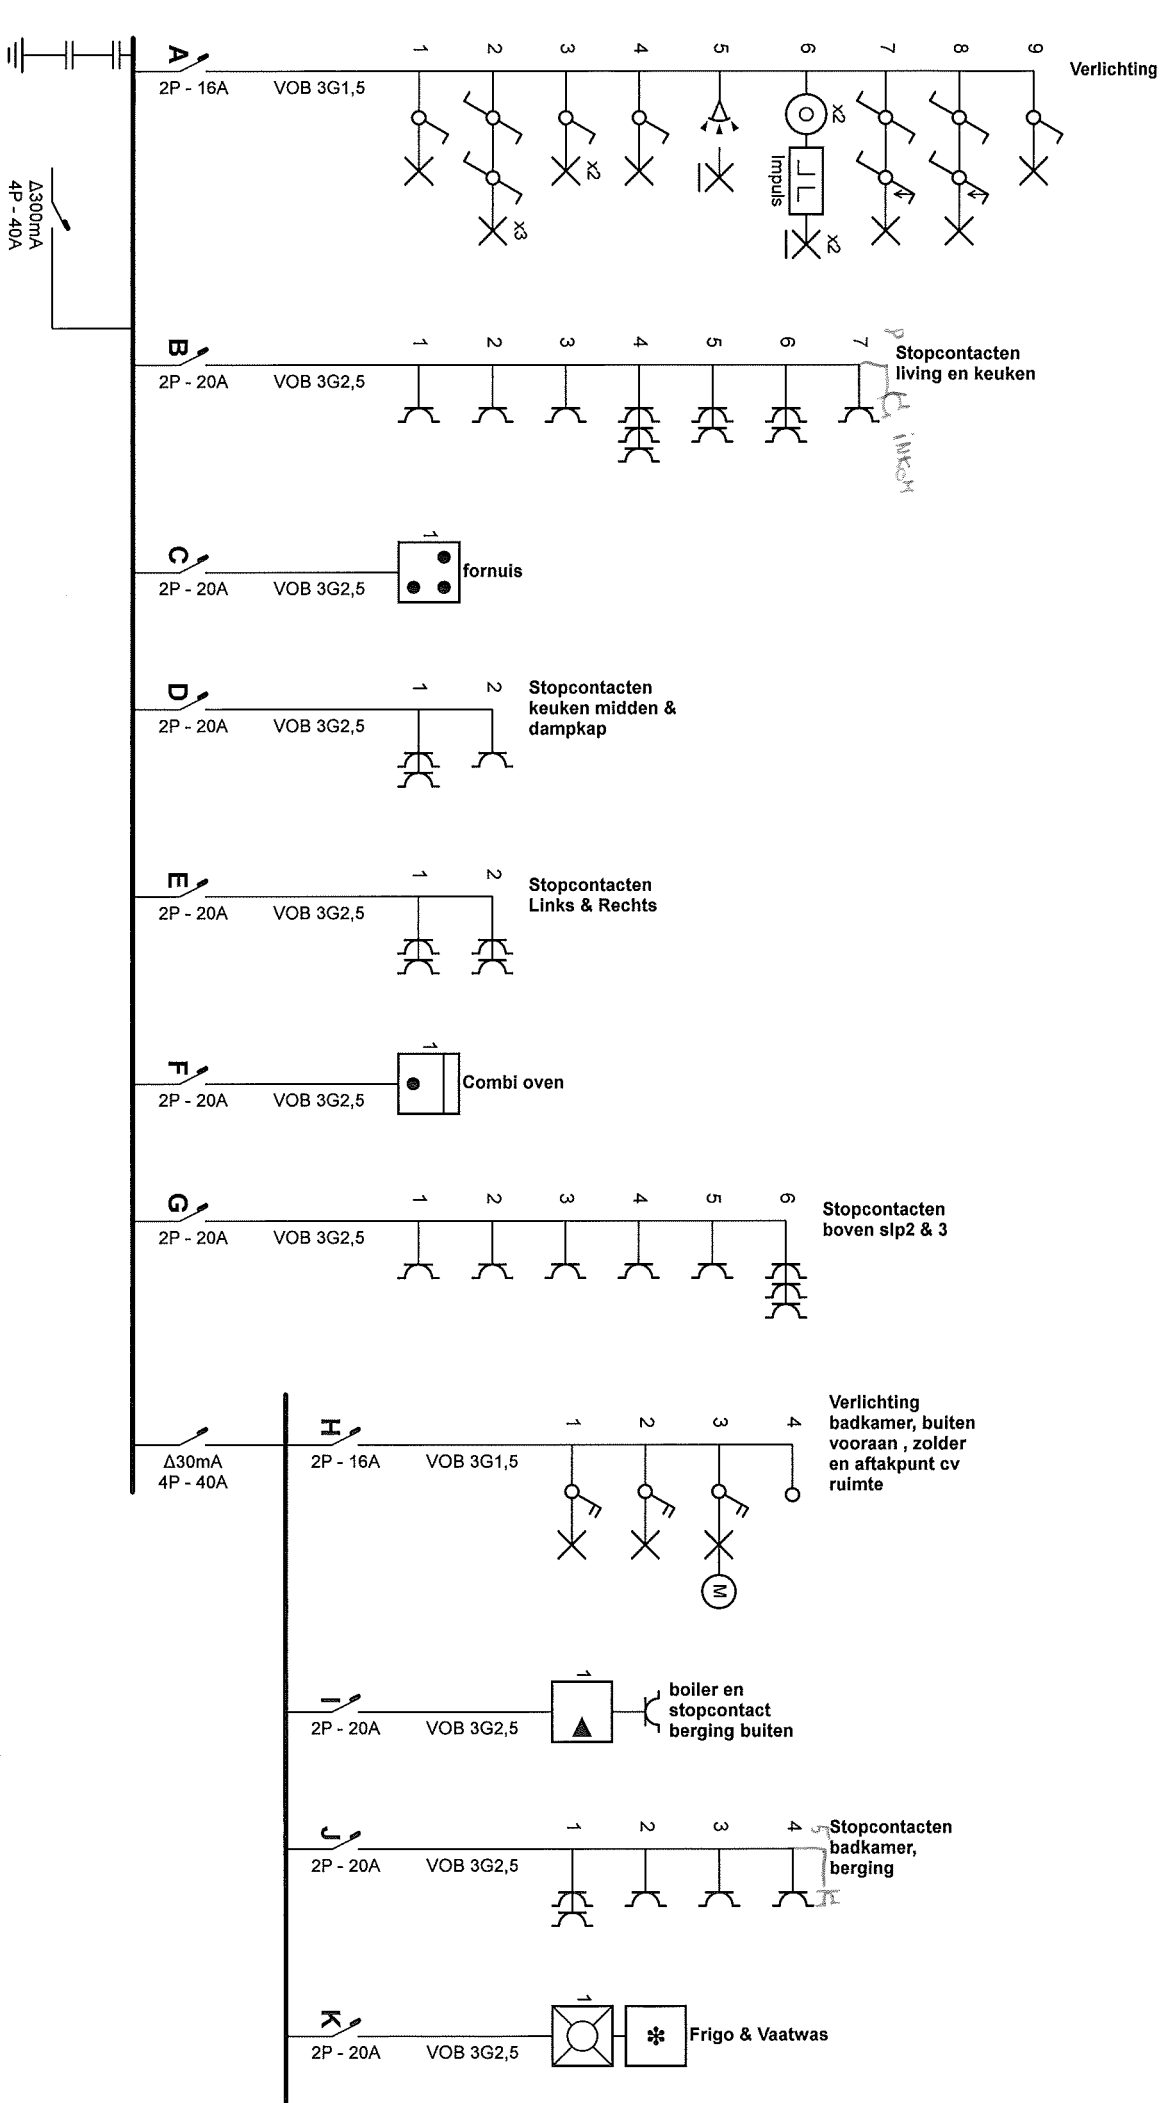 Verlichting
A
1 2 3 4 5 6 7 8 9
2P - 16A VOB 3G1,5
x2
x2
x3
Impuls
x2
Δ300mA
4P - 40A
B
1 2 3 4 5 6 7
Stopcontacten
living en keuken
2P - 20A VOB 3G2,5
INKOM
C
1
fornuis
2P - 20A VOB 3G2,5
D
1 2
Stopcontacten
keuken midden &
dampkap
2P - 20A VOB 3G2,5
E
1 2
Stopcontacten
Links & Rechts
2P - 20A VOB 3G2,5
F
1
Combi oven
2P - 20A VOB 3G2,5
G
1 2 3 4 5 6
Stopcontacten
boven slp2 & 3
2P - 20A VOB 3G2,5
Δ30mA
4P - 40A
H
1 2 3 4
Verlichting
badkamer, buiten
vooraan , zolder
en aftakpunt cv
ruimte
2P - 16A VOB 3G1,5
M
I
1
boiler en
stopcontact
berging buiten
2P - 20A VOB 3G2,5
J
1 2 3 4 5
Stopcontacten
badkamer,
berging
2P - 20A VOB 3G2,5
K
1
Frigo & Vaatwas
2P - 20A VOB 3G2,5